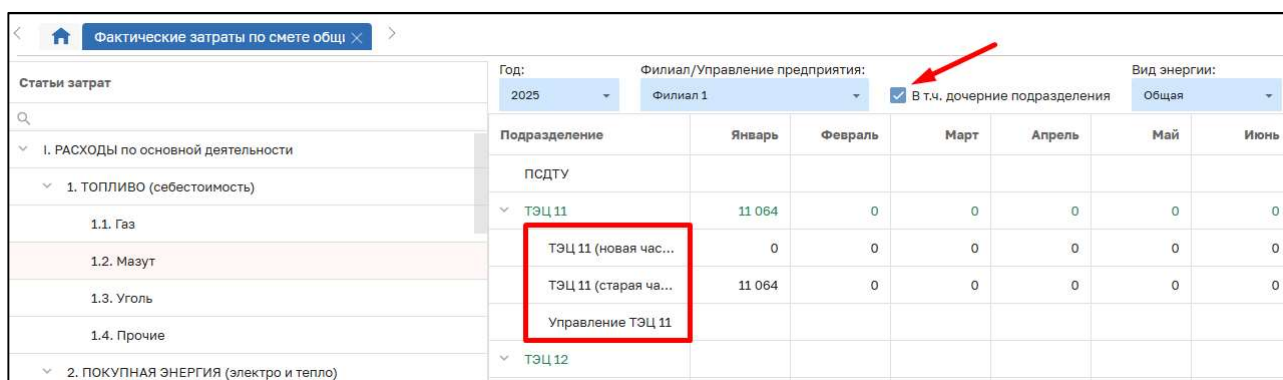 Фактические затраты по смете общи
Статьи затрат
I. РАСХОДЫ по основной деятельности
1. ТОПЛИВО (себестоимость)
1.1. Газ
1.2. Мазут
1.3. Уголь
1.4. Прочие
2. ПОКУПНАЯ ЭНЕРГИЯ (электро и тепло)
Год: Филиал/Управление предприятия: Вид энергии:
2025 Филиал 1 В т.ч. дочерние подразделения Общая
Подразделение Январь Февраль Март Апрель Май Июнь
ПСДТУ
ТЭЦ 11 11 064 0 0 0 0 0
ТЭЦ 11 (новая час... 0 0 0 0 0 0
ТЭЦ 11 (старая ча... 11 064 0 0 0 0 0
Управление ТЭЦ 11
ТЭЦ 12